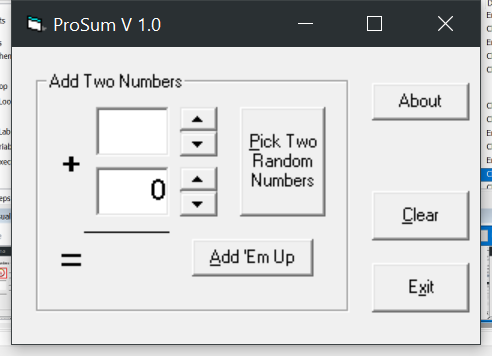 ProSum V 1.0
Add Two Numbers
About
+
Pick Two
Random
Numbers
0
Clear
=
Add 'Em Up
Exit